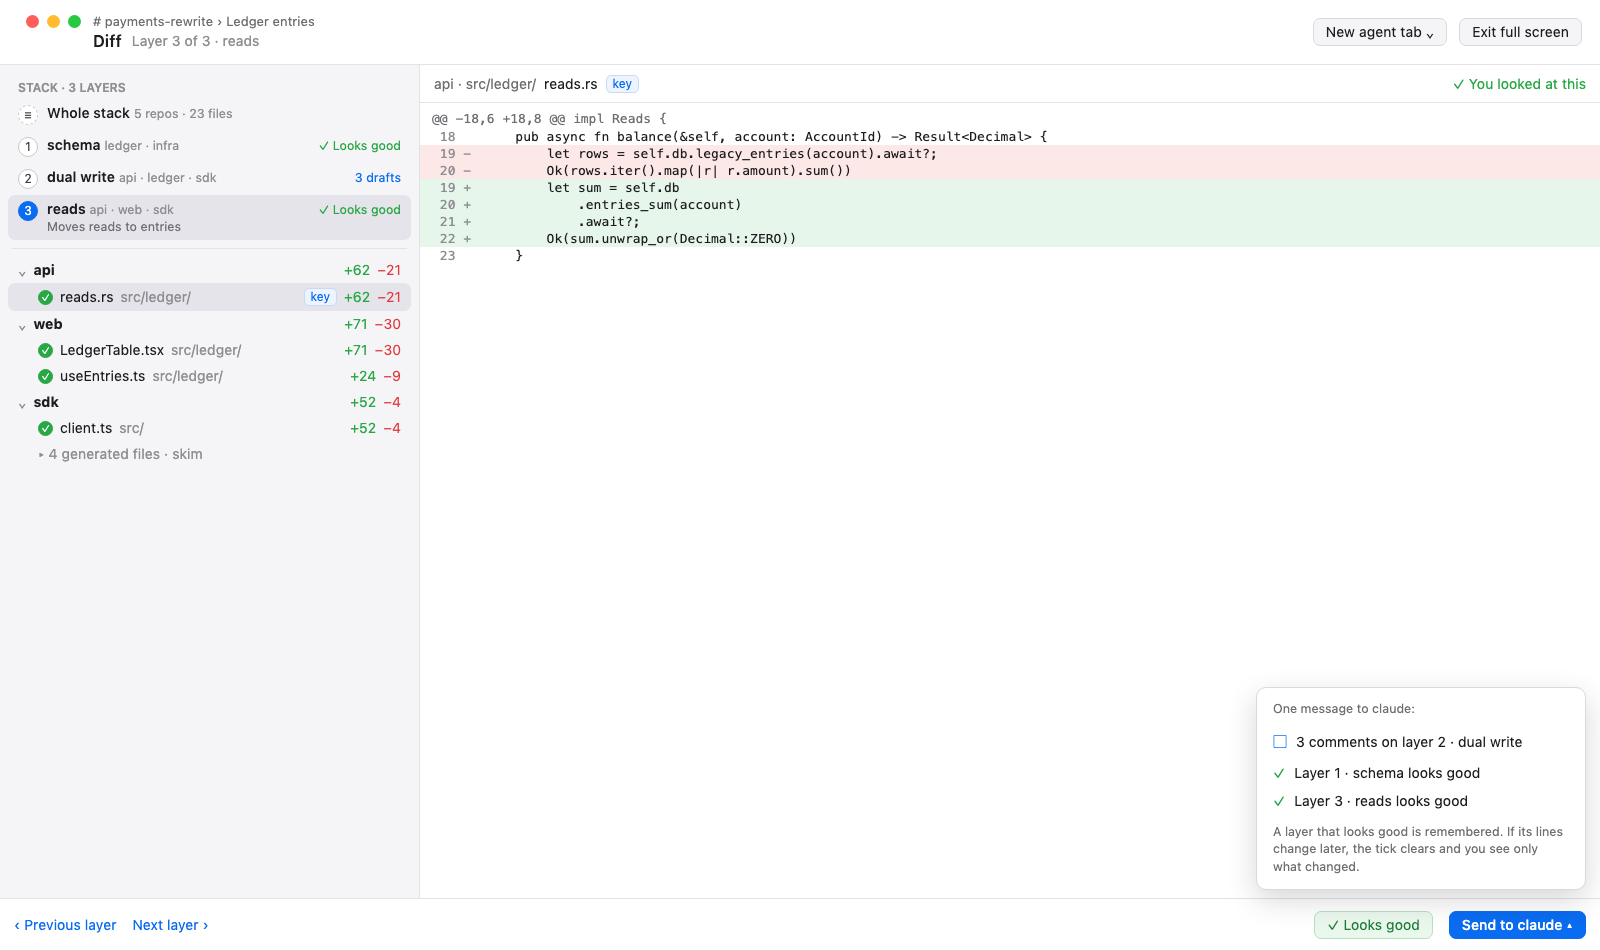 # payments-rewrite › Ledger entries
Diff Layer 3 of 3 · reads
New agent tab ⌄
Exit full screen
STACK · 3 LAYERS
Whole stack 5 repos · 23 files
1 schema ledger · infra ✓ Looks good
2 dual write api · ledger · sdk 3 drafts
3 reads api · web · sdk ✓ Looks good
Moves reads to entries
api +62 −21
reads.rs src/ledger/ key +62 −21
web +71 −30
LedgerTable.tsx src/ledger/ +71 −30
useEntries.ts src/ledger/ +24 −9
sdk +52 −4
client.ts src/ +52 −4
▸ 4 generated files · skim
api · src/ledger/ reads.rs key ✓ You looked at this
@@ −18,6 +18,8 @@ impl Reads {
18 pub async fn balance(&self, account: AccountId) −> Result<Decimal> {
19 − let rows = self.db.legacy_entries(account).await?;
20 − Ok(rows.iter().map(|r| r.amount).sum())
19 + let sum = self.db
20 + .entries_sum(account)
21 + .await?;
22 + Ok(sum.unwrap_or(Decimal::ZERO))
23 }
One message to claude:
3 comments on layer 2 · dual write
✓ Layer 1 · schema looks good
✓ Layer 3 · reads looks good
A layer that looks good is remembered. If its lines
change later, the tick clears and you see only
what changed.
‹ Previous layer Next layer ›
✓ Looks good
Send to claude ▴